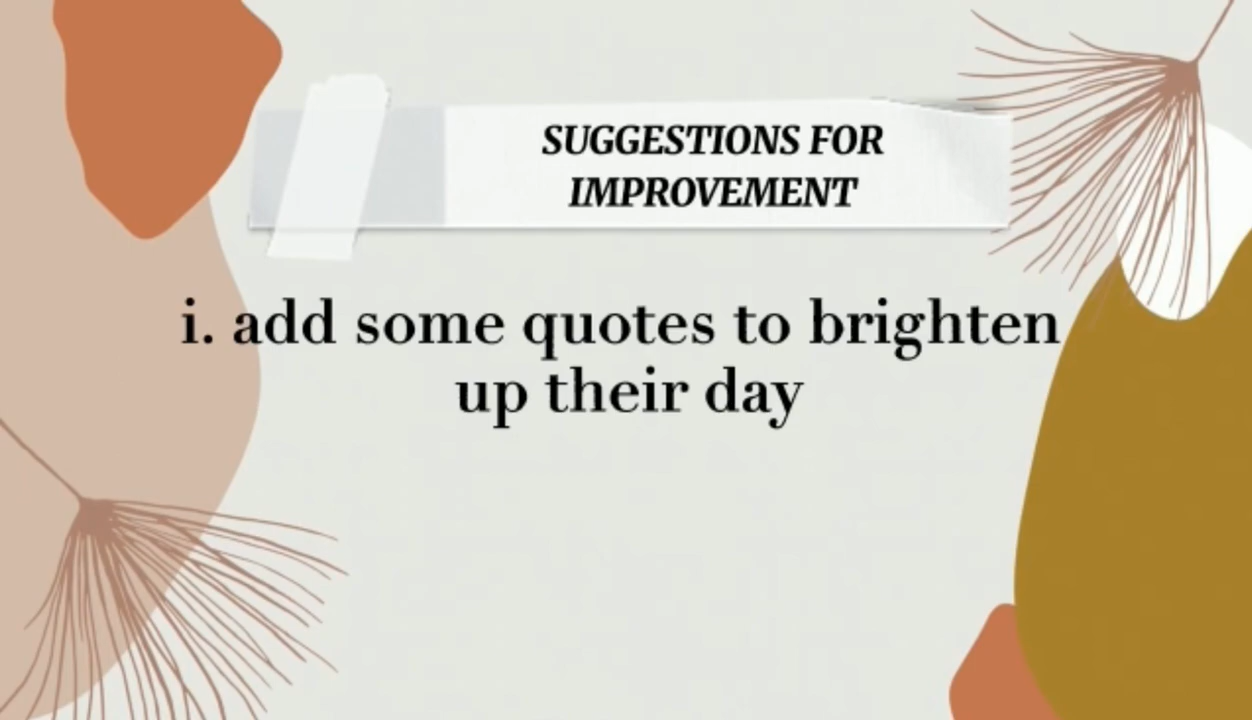 SUGGESTIONS FOR
IMPROVEMENT
i. add some quotes to brighten
up their day